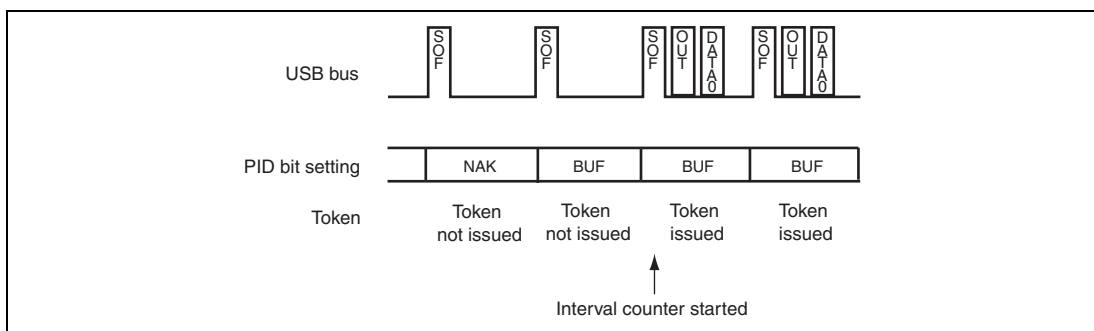 USB bus
SOF
SOF
SOF
OUT
DATA0
SOF
OUT
DATA0
PID bit setting
NAK
BUF
BUF
BUF
Token
Token
not issued
Token
not issued
Token
issued
Token
issued
Interval counter started